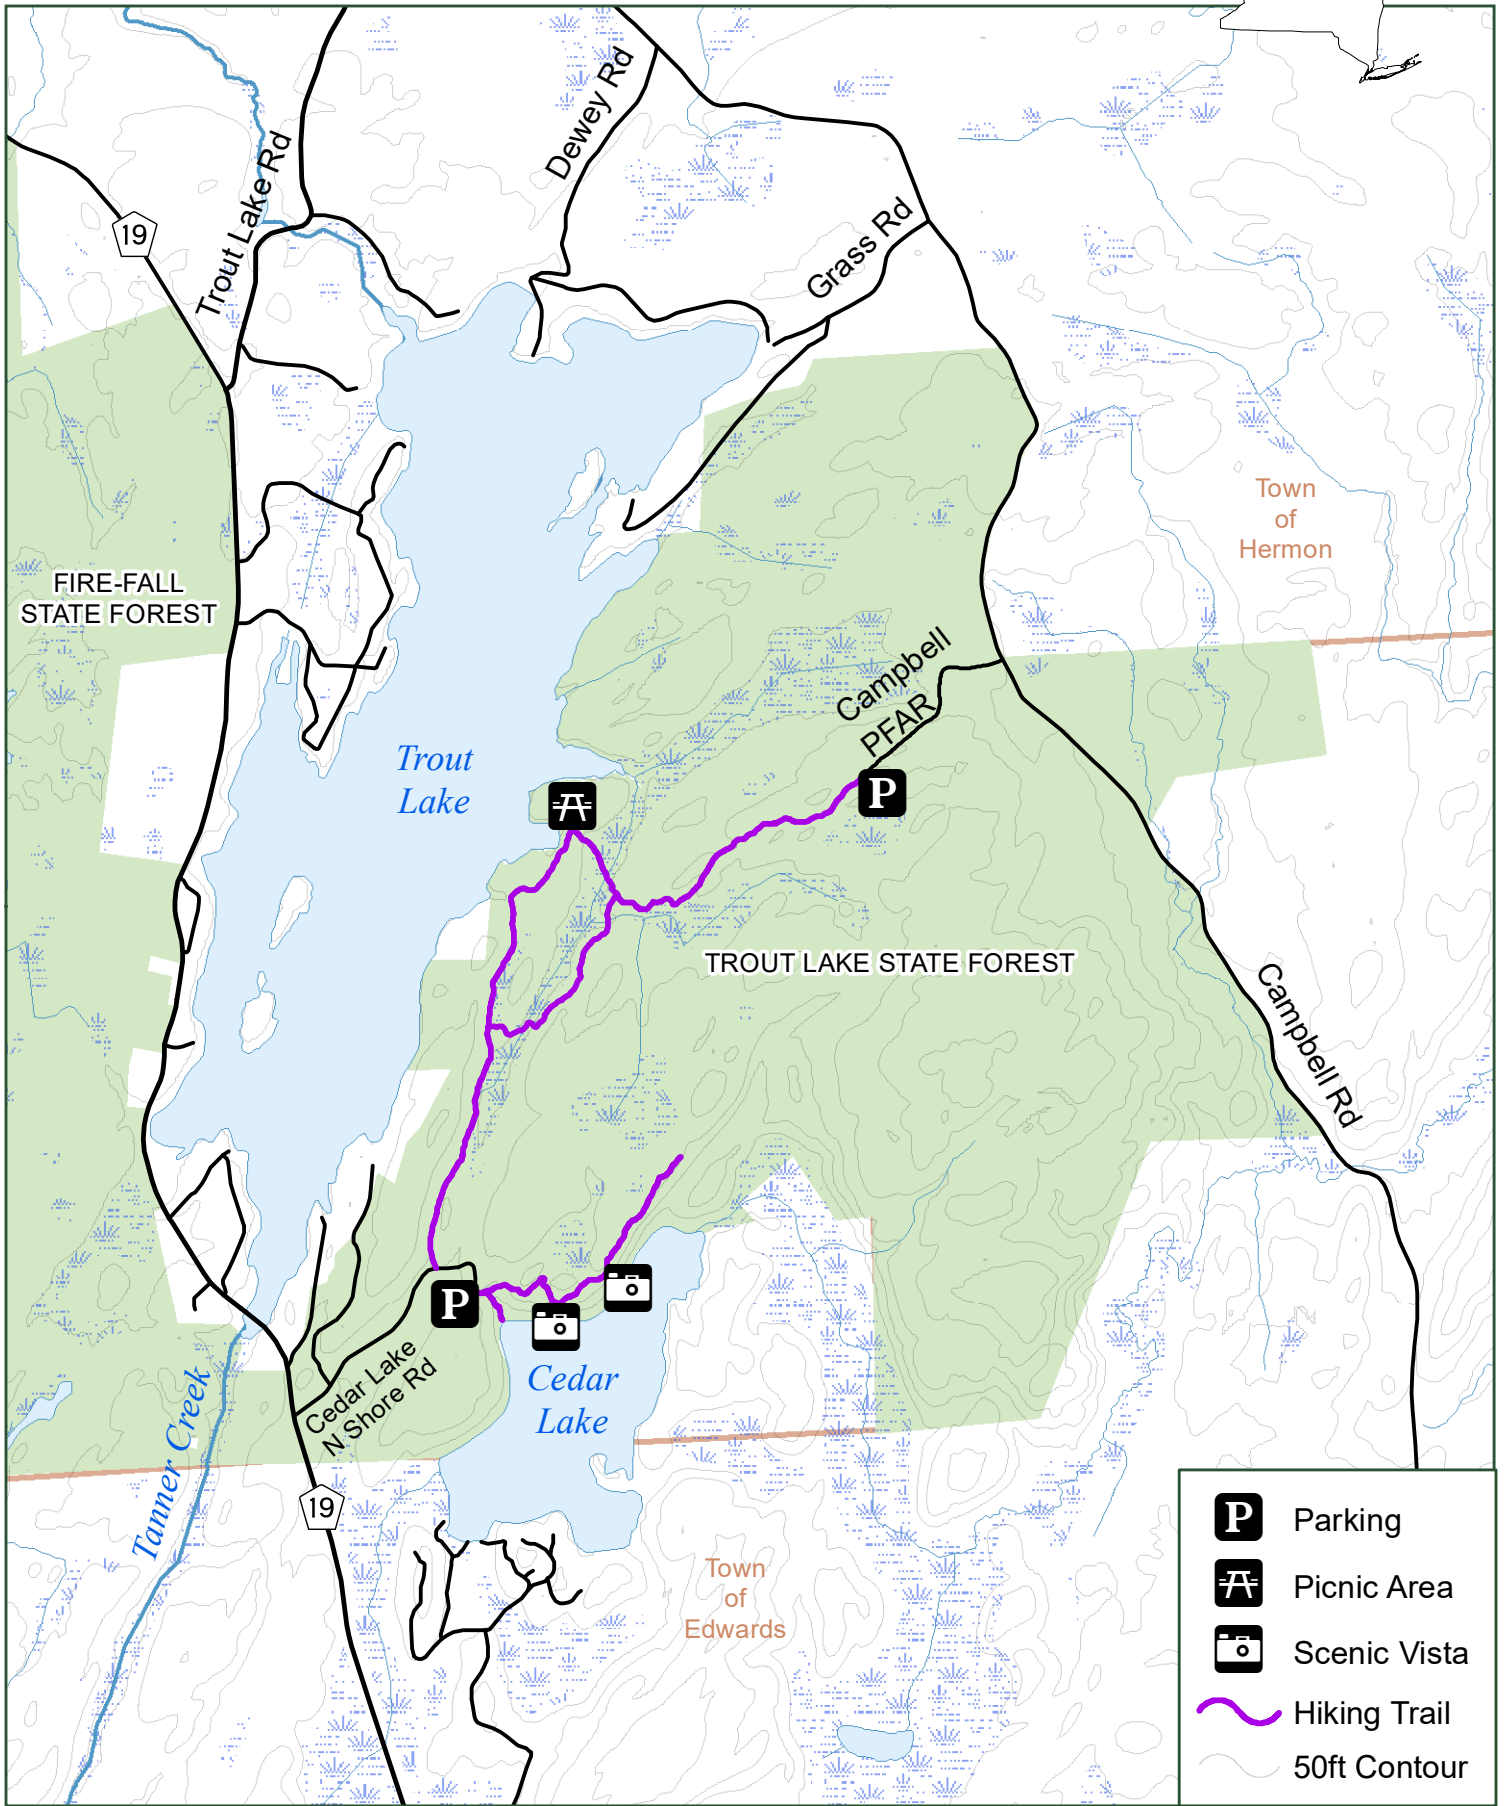 Dewey Rd
Trout Lake Rd
19
Grass Rd
Town
of
Hermon
FIRE-FALL
STATE FOREST
Campbell
PFAR
Trout
Lake
P
TROUT LAKE STATE FOREST
Campbell Rd
P
Cedar Lake
N Shore Rd
Cedar
Lake
Tanner Creek
19
Town
of
Edwards
P Parking
Picnic Area
Scenic Vista
Hiking Trail
50ft Contour